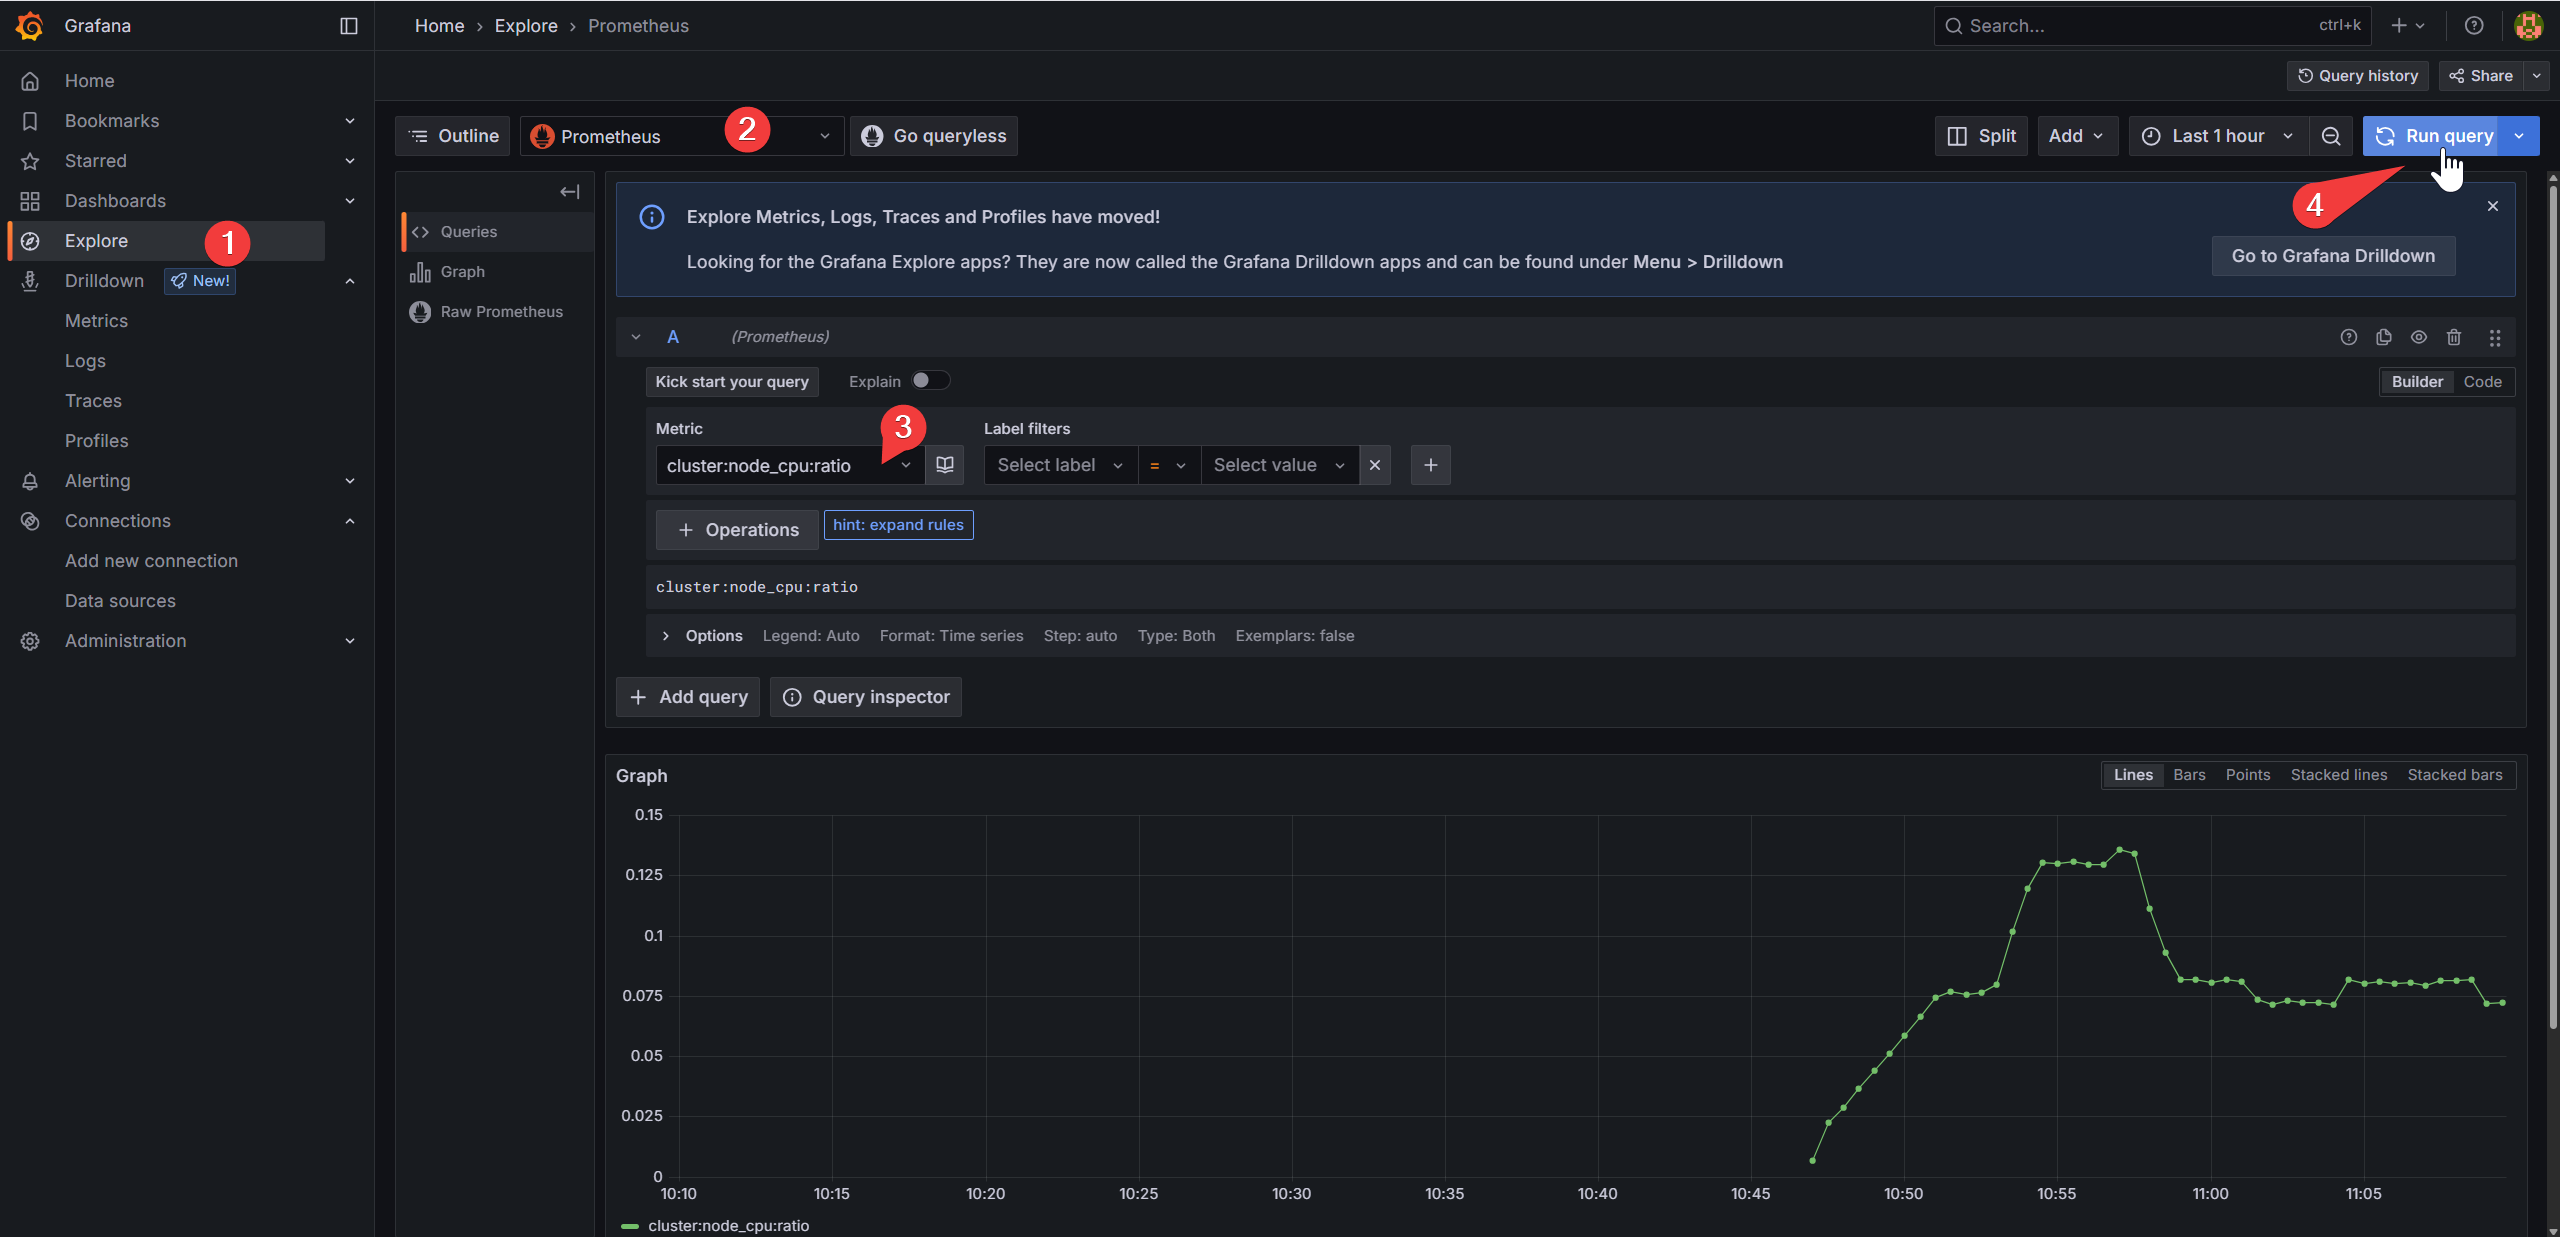 Grafana
Home › Explore › Prometheus
Search... ctrl+k
Home
Bookmarks
Starred
Dashboards
Explore 1
Drilldown New!
Metrics
Logs
Traces
Profiles
Alerting
Connections
Add new connection
Data sources
Administration
Query history Share
Outline Prometheus 2 Go queryless Split Add Last 1 hour Run query
4
Queries
Graph
Raw Prometheus
Explore Metrics, Logs, Traces and Profiles have moved!
Looking for the Grafana Explore apps? They are now called the Grafana Drilldown apps and can be found under Menu > Drilldown
Go to Grafana Drilldown
A (Prometheus)
Kick start your query Explain Builder Code
Metric 3 Label filters
cluster:node_cpu:ratio Select label = Select value
+ Operations hint: expand rules
cluster:node_cpu:ratio
Options Legend: Auto Format: Time series Step: auto Type: Both Exemplars: false
+ Add query Query inspector
Graph Lines Bars Points Stacked lines Stacked bars
0.15
0.125
0.1
0.075
0.05
0.025
0
10:10 10:15 10:20 10:25 10:30 10:35 10:40 10:45 10:50 10:55 11:00 11:05
cluster:node_cpu:ratio